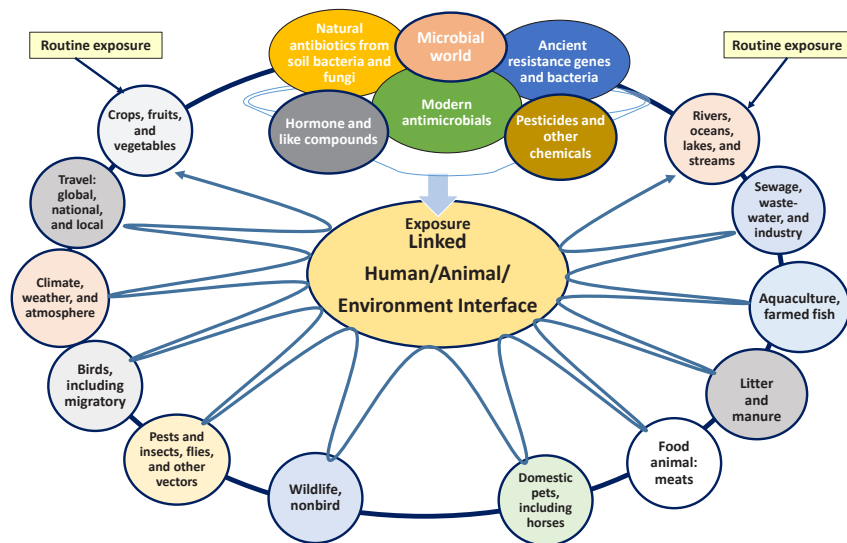 Routine exposure
Natural
antibiotics from
soil bacteria and
fungi
Microbial
world
Ancient
resistance genes
and bacteria
Routine exposure
Hormone and
like compounds
Modern
antimicrobials
Pesticides and
other
chemicals
Crops, fruits,
and
vegetables
Rivers,
oceans,
lakes, and
streams
Travel:
global,
national,
and local
Sewage,
waste-
water, and
industry
Exposure
Linked
Human/Animal/
Environment Interface
Climate,
weather, and
atmosphere
Aquaculture,
farmed fish
Birds,
including
migratory
Litter
and
manure
Pests and
insects, flies,
and other
vectors
Food
animal:
meats
Wildlife,
nonbird
Domestic
pets,
including
horses